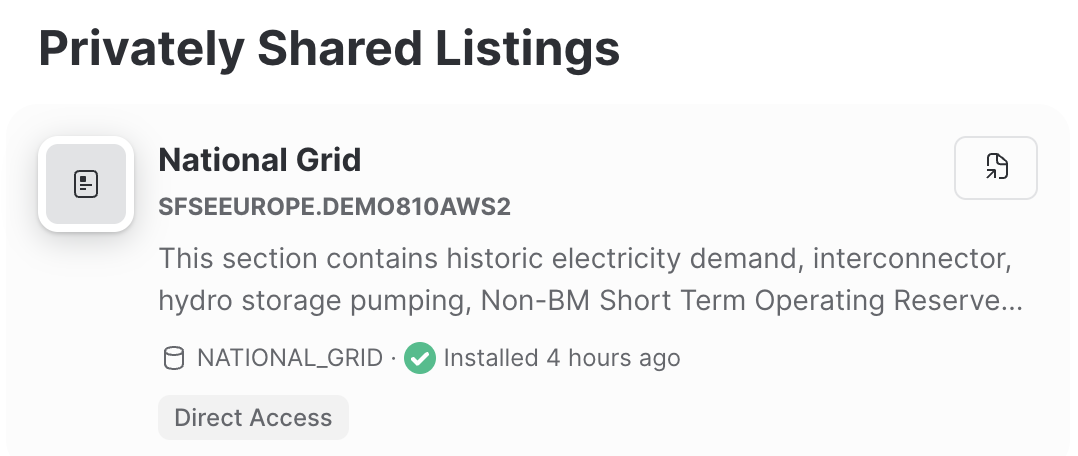 Privately Shared Listings
National Grid
SFSEEUROPE.DEMO810AWS2
This section contains historic electricity demand, interconnector,
hydro storage pumping, Non-BM Short Term Operating Reserve...
NATIONAL_GRID · Installed 4 hours ago
Direct Access